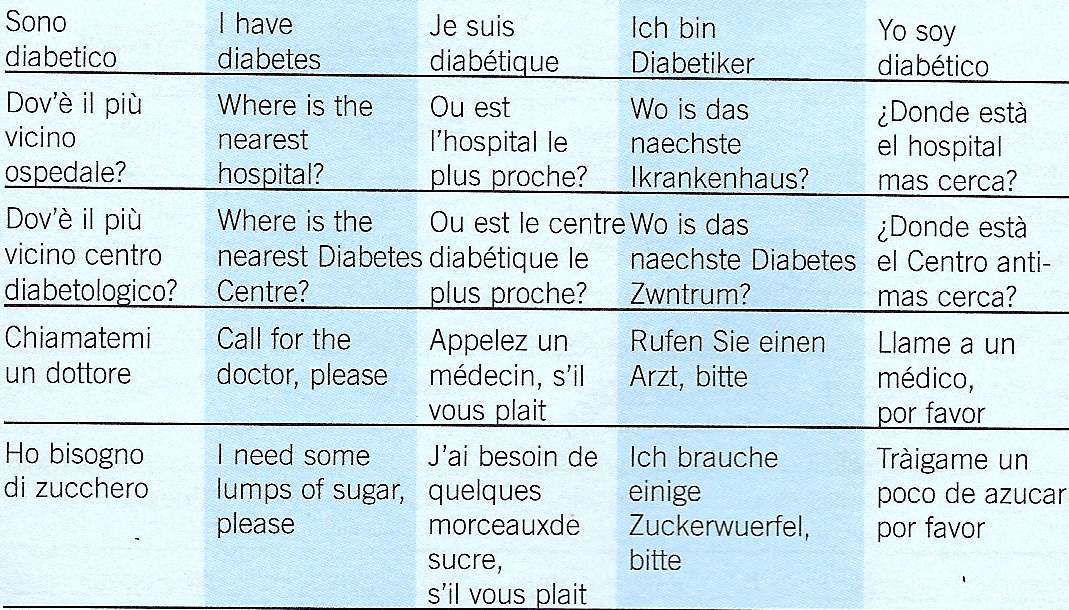 Sono
diabetico
I have
diabetes
Je suis
diabétique
Ich bin
Diabetiker
Yo soy
diabético
Dov'è il più
vicino
ospedale?
Where is the
nearest
hospital?
Ou est
l'hospital le
plus proche?
Wo is das
naechste
Ikrankenhaus?
¿Donde està
el hospital
mas cerca?
Dov'è il più
vicino centro
diabetologico?
Where is the
nearest Diabetes
Centre?
Ou est le centre
diabétique le
plus proche?
Wo is das
naechste Diabetes
Zwntrum?
¿Donde està
el Centro anti-
mas cerca?
Chiamatemi
un dottore
Call for the
doctor, please
Appelez un
médecin, s'il
vous plait
Rufen Sie einen
Arzt, bitte
Llame a un
médico,
por favor
Ho bisogno
di zucchero
I need some
lumps of sugar,
please
J'ai besoin de
quelques
morceauxde
sucre,
s'il vous plait
Ich brauche
einige
Zuckerwuerfel,
bitte
Tràigame un
poco de azucar
por favor